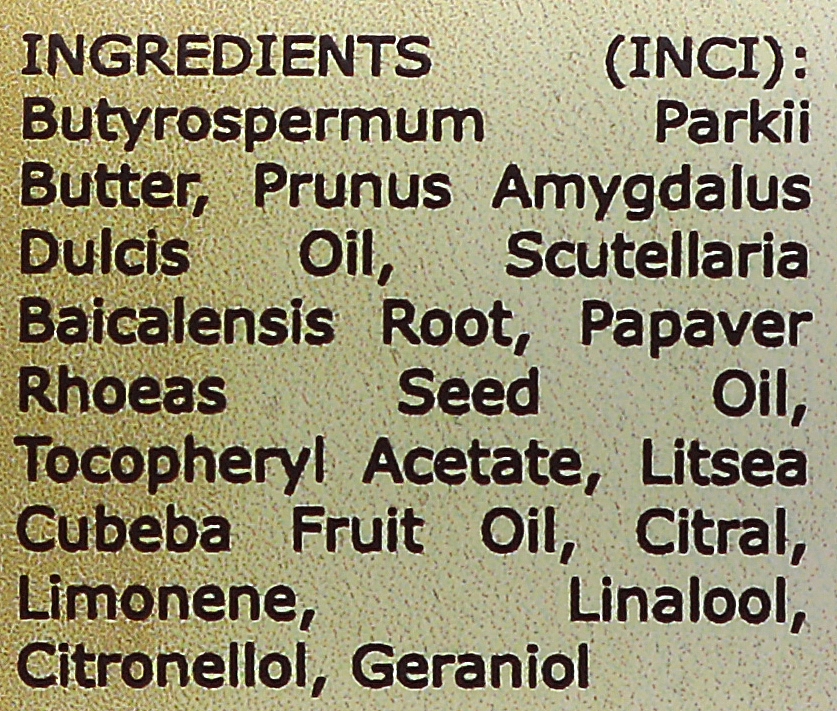 INGREDIENTS (INCI):
Butyrospermum Parkii
Butter, Prunus Amygdalus
Dulcis Oil, Scutellaria
Baicalensis Root, Papaver
Rhoeas Seed Oil,
Tocopheryl Acetate, Litsea
Cubeba Fruit Oil, Citral,
Limonene, Linalool,
Citronellol, Geraniol